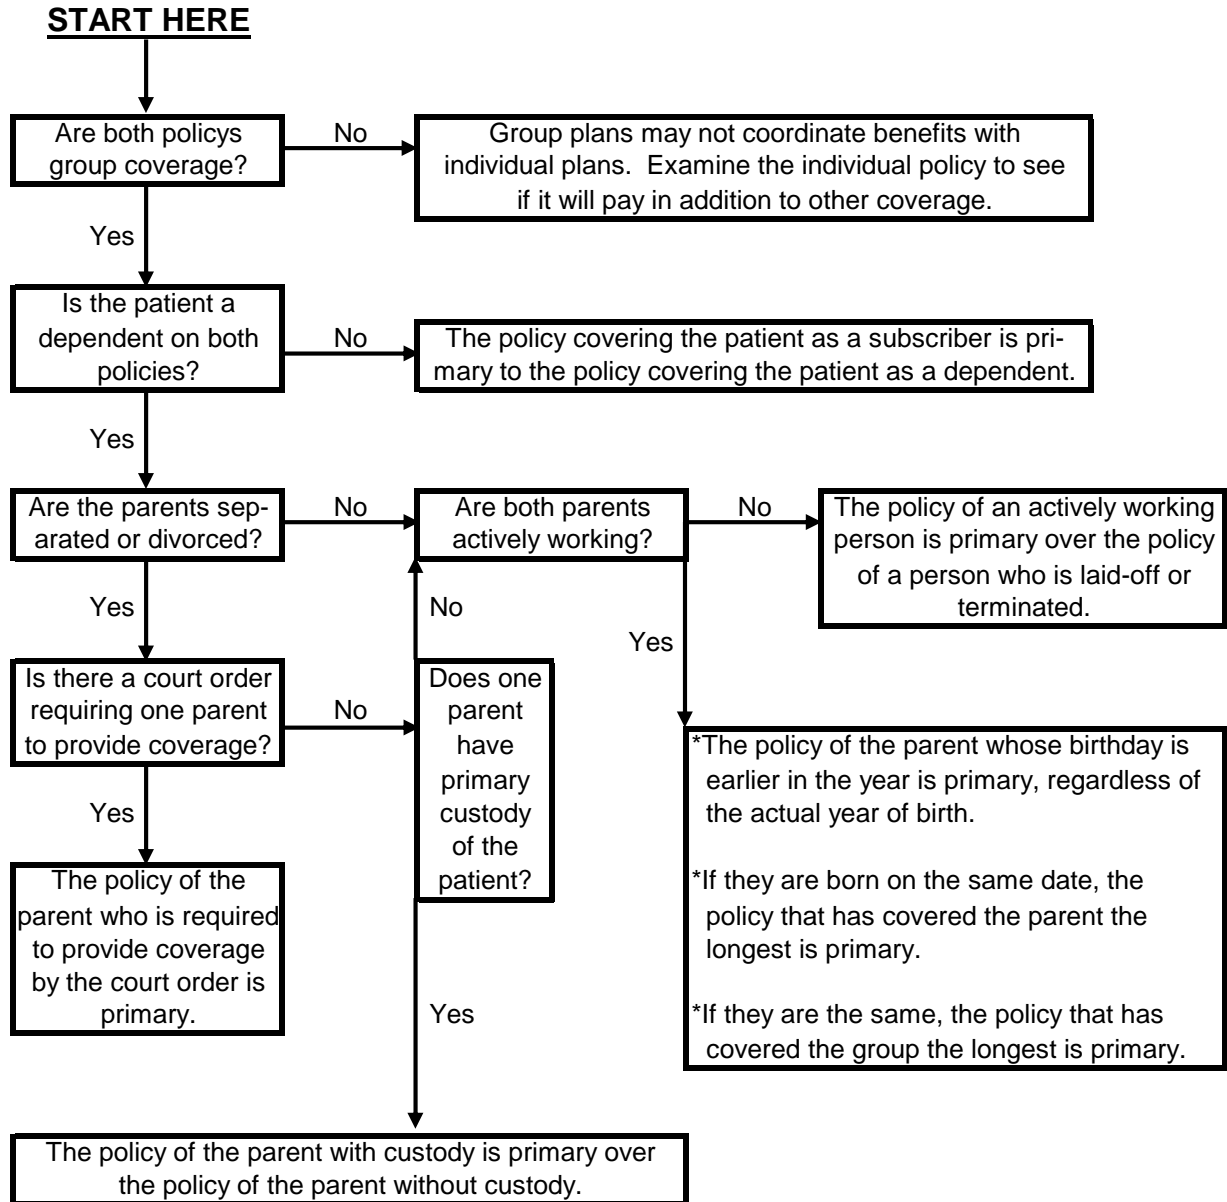 START HERE
Are both policys
group coverage?
No
Group plans may not coordinate benefits with
individual plans.  Examine the individual policy to see
if it will pay in addition to other coverage.
Yes
Is the patient a
dependent on both
policies?
No
The policy covering the patient as a subscriber is pri-
mary to the policy covering the patient as a dependent.
Yes
Are the parents sep-
arated or divorced?
No
Are both parents
actively working?
No
The policy of an actively working
person is primary over the policy
of a person who is laid-off or
terminated.
Yes
No
Yes
Is there a court order
requiring one parent
to provide coverage?
No
Does one
parent
have
primary
custody
of the
patient?
*The policy of the parent whose birthday is
earlier in the year is primary, regardless of
the actual year of birth.
*If they are born on the same date, the
policy that has covered the parent the
longest is primary.
*If they are the same, the policy that has
covered the group the longest is primary.
Yes
The policy of the
parent who is required
to provide coverage
by the court order is
primary.
Yes
The policy of the parent with custody is primary over
the policy of the parent without custody.